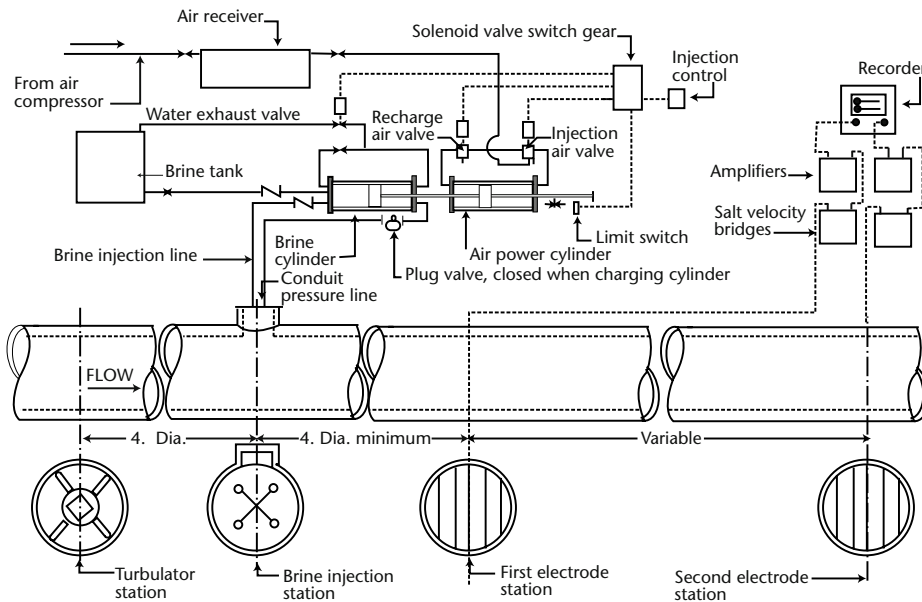 Air receiver
Solenoid valve switch gear
Injection
control
Recorder
From air
compressor
Water exhaust valve
Recharge
air valve
Injection
air valve
Brine tank
Amplifiers
Salt velocity
bridges
Limit switch
Air power cylinder
Brine
cylinder
Plug valve, closed when charging cylinder
Brine injection line
Conduit
pressure line
FLOW
4. Dia.
4. Dia. minimum
Variable
Turbulator
station
Brine injection
station
First electrode
station
Second electrode
station